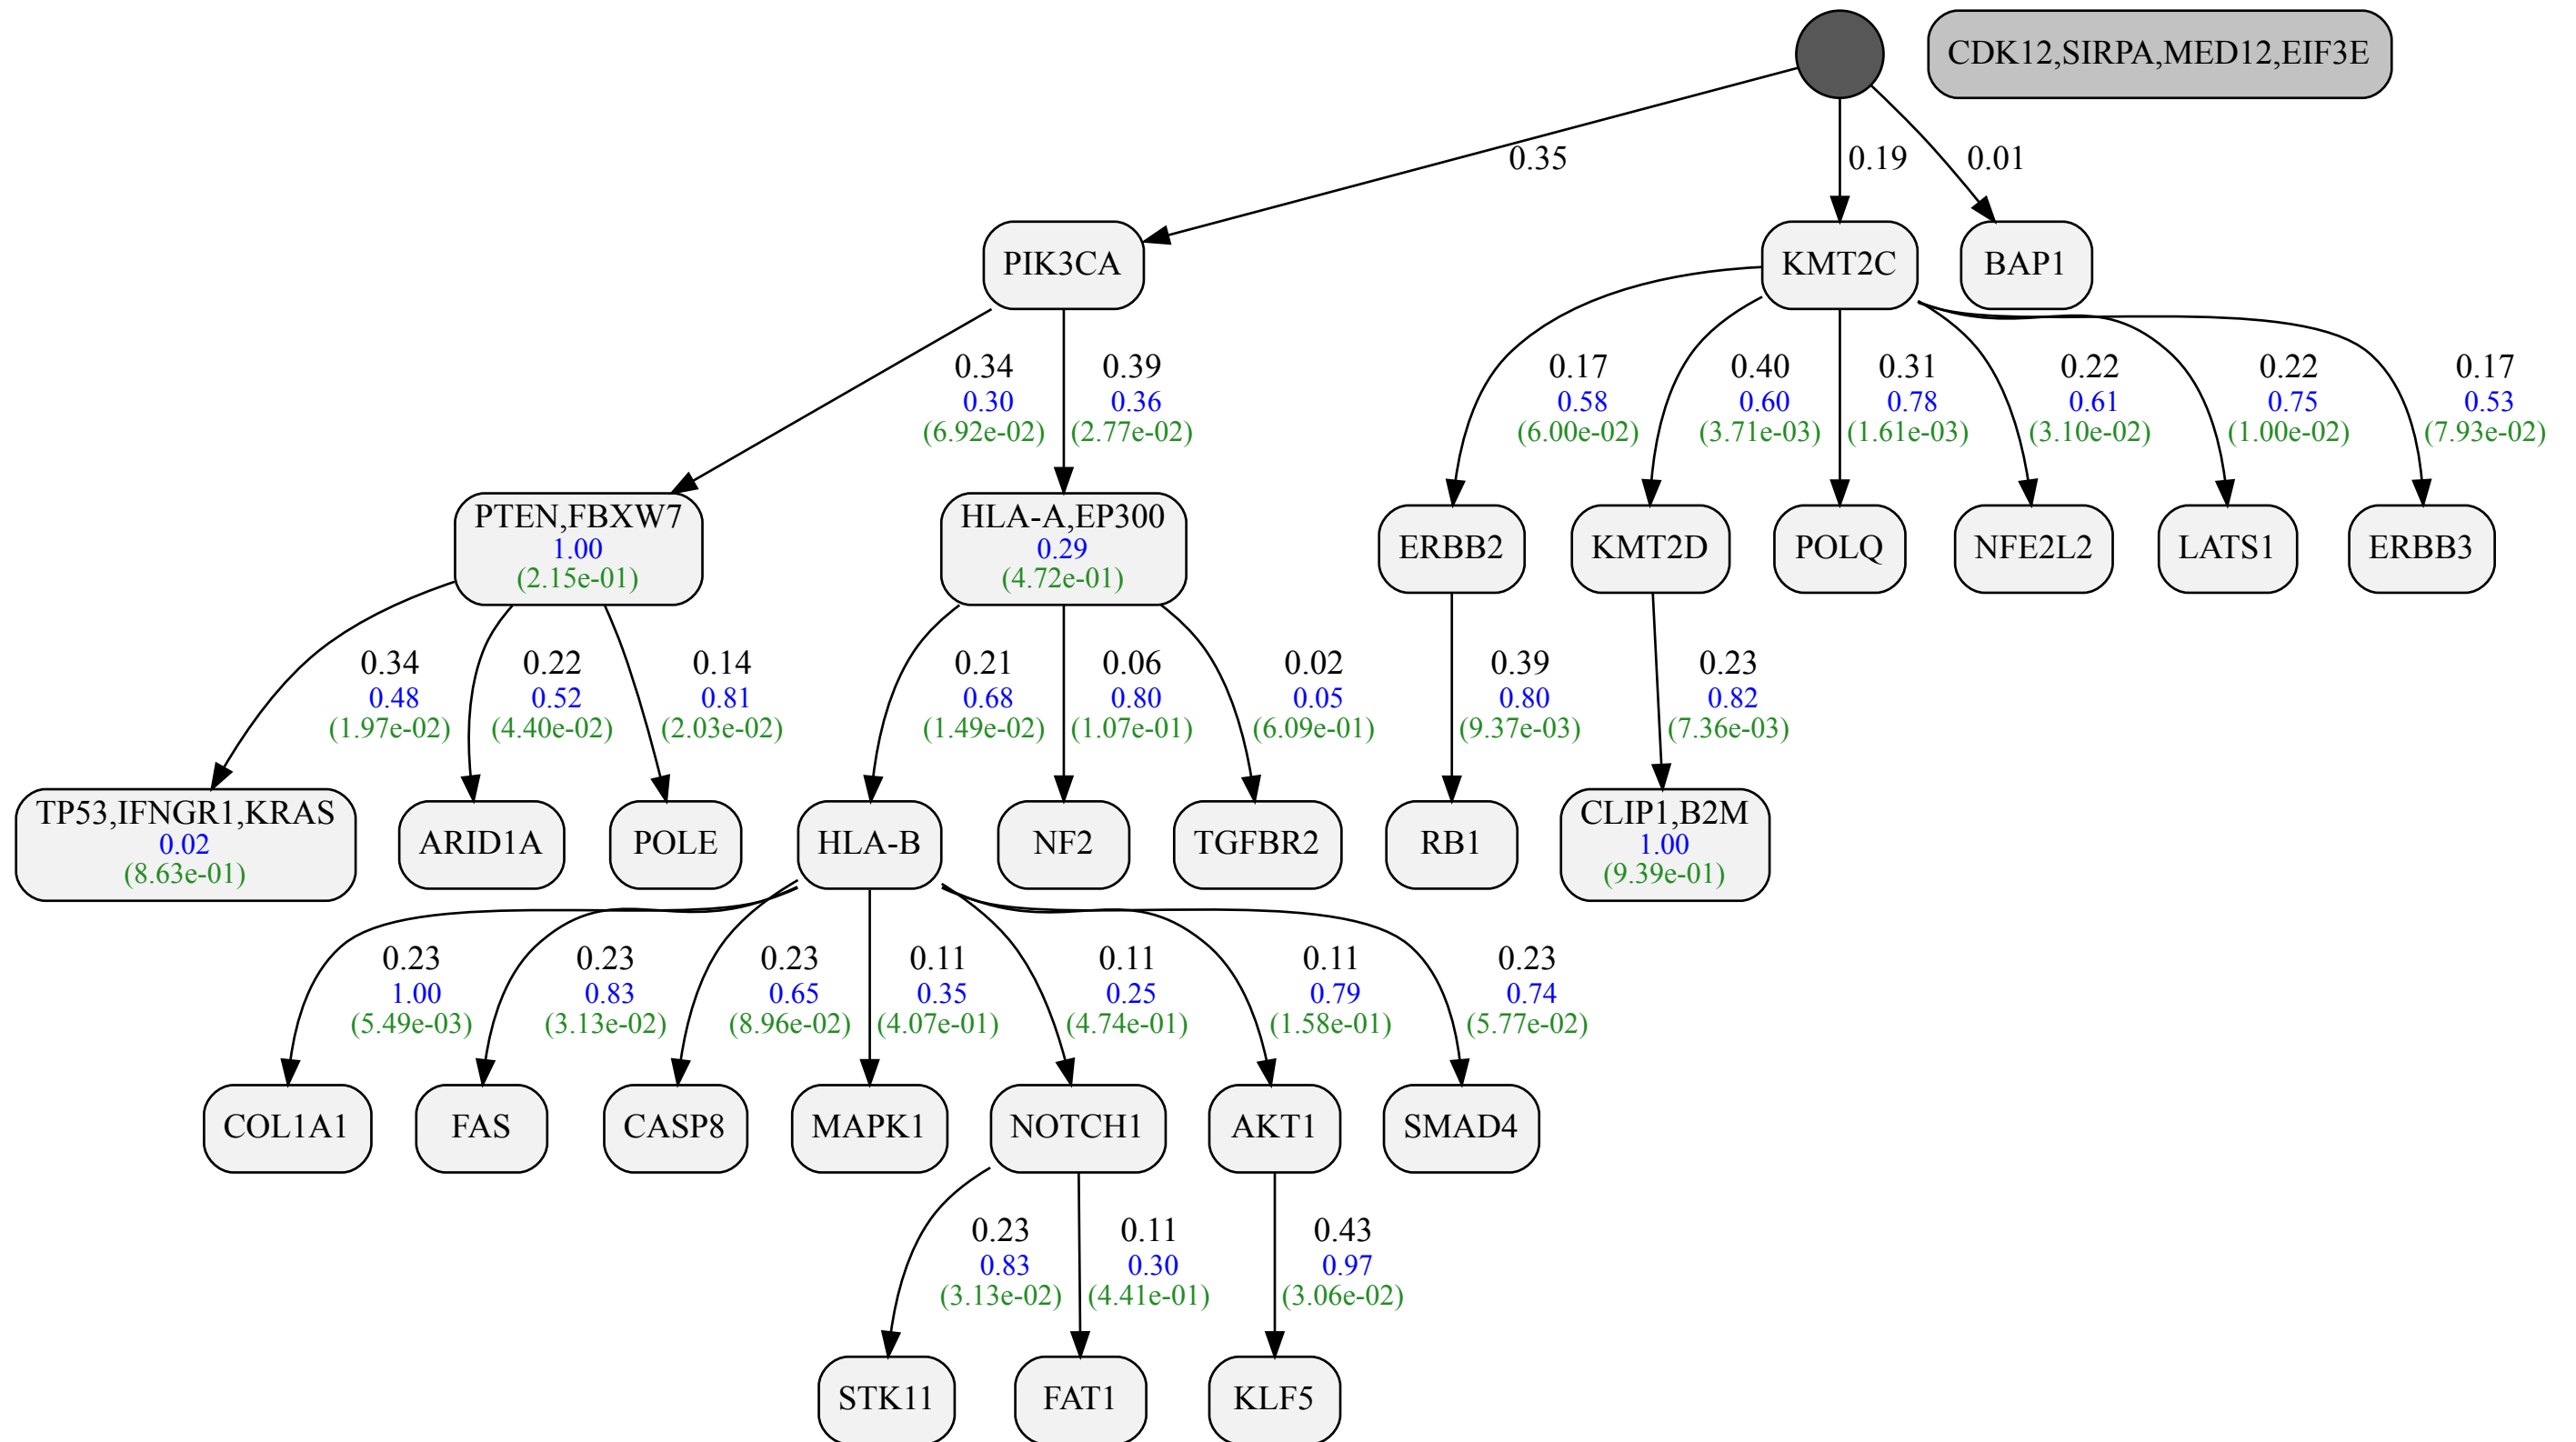 CDK12,SIRPA,MED12,EIF3E
0.35
0.19
0.01
PIK3CA
KMT2C
BAP1
0.34
0.30
(6.92e-02)
0.39
0.36
(2.77e-02)
0.17
0.58
(6.00e-02)
0.40
0.60
(3.71e-03)
0.31
0.78
(1.61e-03)
0.22
0.61
(3.10e-02)
0.22
0.75
(1.00e-02)
0.17
0.53
(7.93e-02)
PTEN,FBXW7
1.00
(2.15e-01)
HLA-A,EP300
0.29
(4.72e-01)
ERBB2
KMT2D
POLQ
NFE2L2
LATS1
ERBB3
0.34
0.48
(1.97e-02)
0.22
0.52
(4.40e-02)
0.14
0.81
(2.03e-02)
0.21
0.68
(1.49e-02)
0.06
0.80
(1.07e-01)
0.02
0.05
(6.09e-01)
0.39
0.80
(9.37e-03)
0.23
0.82
(7.36e-03)
TP53,IFNGR1,KRAS
0.02
(8.63e-01)
ARID1A
POLE
HLA-B
NF2
TGFBR2
RB1
CLIP1,B2M
1.00
(9.39e-01)
0.23
1.00
(5.49e-03)
0.23
0.83
(3.13e-02)
0.23
0.65
(8.96e-02)
0.11
0.35
(4.07e-01)
0.11
0.25
(4.74e-01)
0.11
0.79
(1.58e-01)
0.23
0.74
(5.77e-02)
COL1A1
FAS
CASP8
MAPK1
NOTCH1
AKT1
SMAD4
0.23
0.83
(3.13e-02)
0.11
0.30
(4.41e-01)
0.43
0.97
(3.06e-02)
STK11
FAT1
KLF5